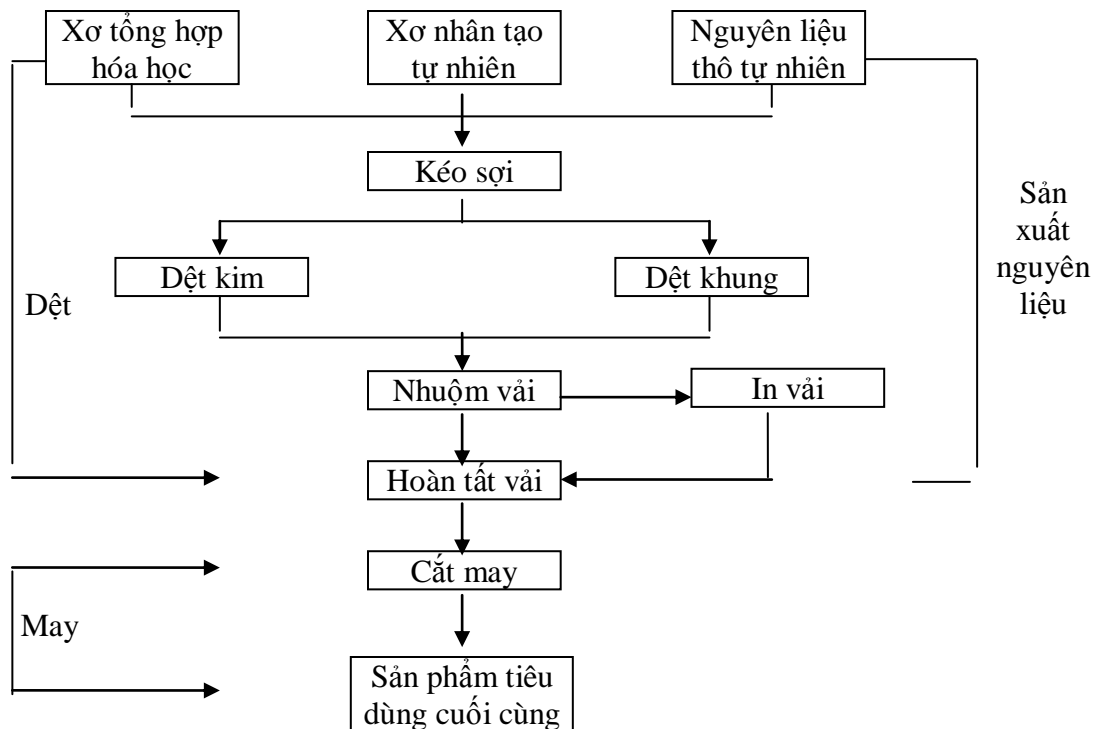 Xơ tổng hợp
hóa học
Xơ nhân tạo
tự nhiên
Nguyên liệu
thô tự nhiên
Kéo sợi
Sản
xuất
nguyên
liệu
Dệt kim
Dệt khung
Dệt
Nhuộm vải
In vải
Hoàn tất vải
Cắt may
May
Sản phẩm tiêu
dùng cuối cùng